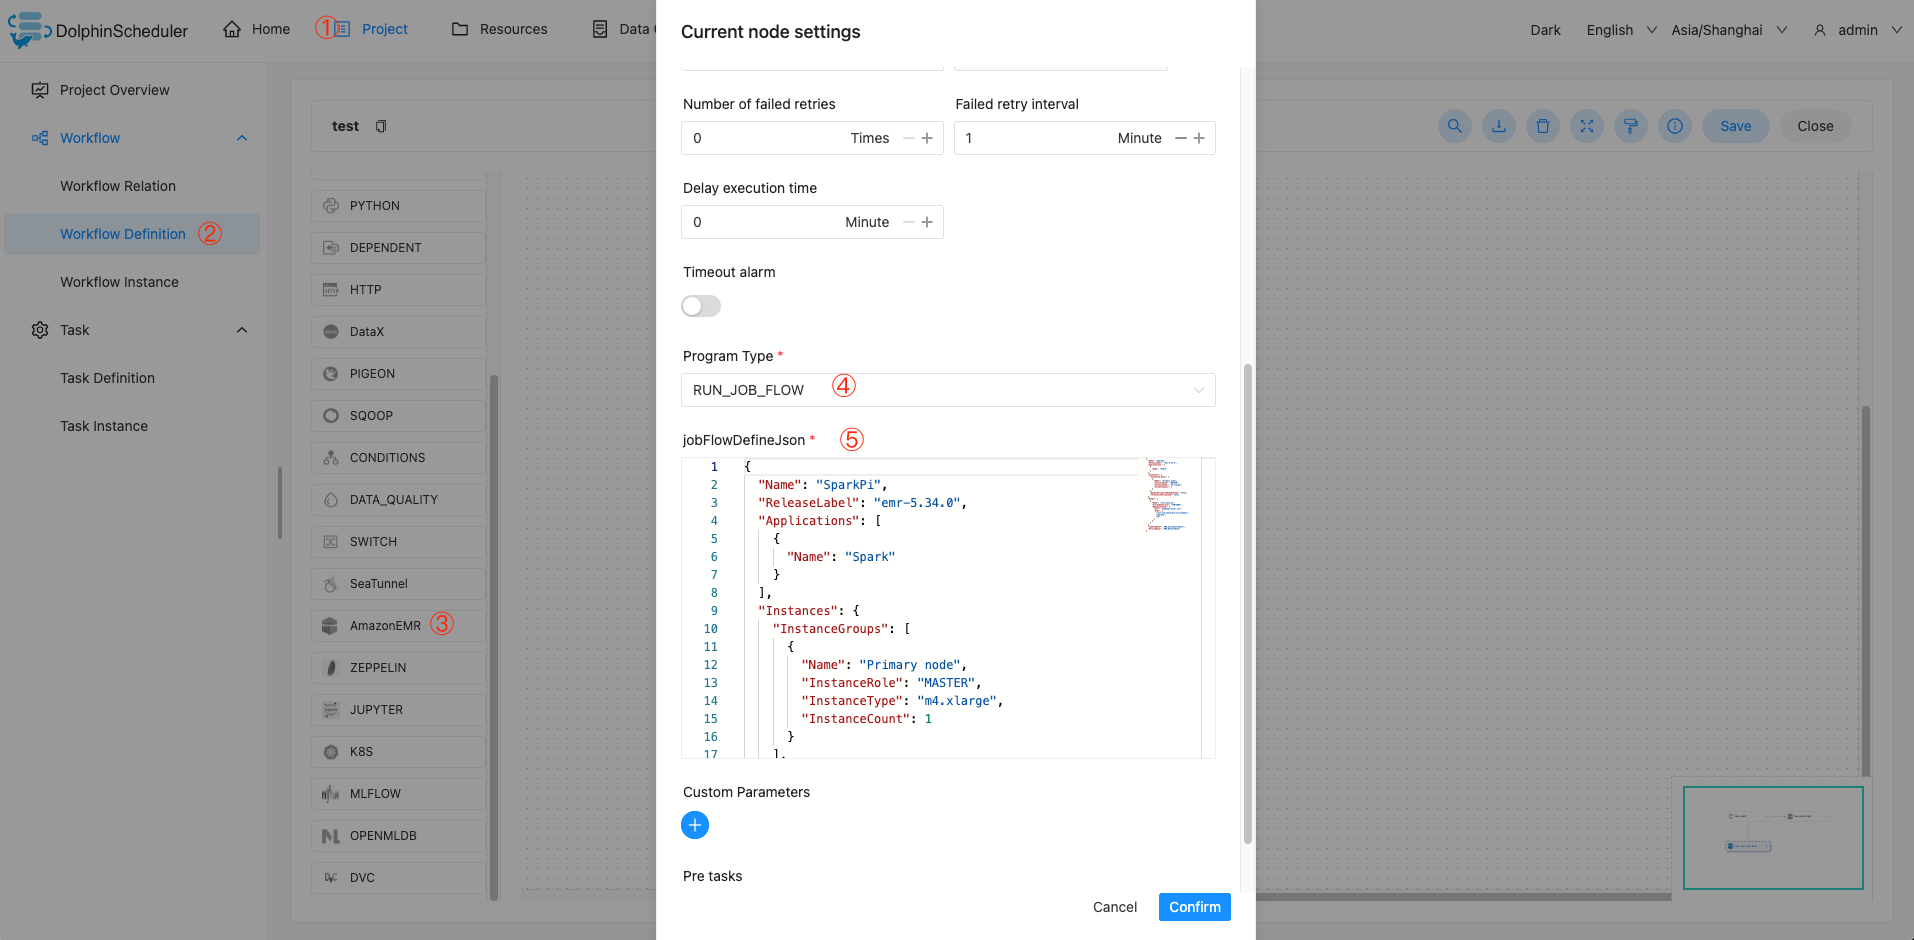 DolphinScheduler
Home
① Project
Resources
Data
Dark
English
Asia/Shanghai
admin
Project Overview
Workflow
Workflow Relation
Workflow Definition ②
Workflow Instance
Task
Task Definition
Task Instance
test
Save
Close
PYTHON
DEPENDENT
HTTP
DataX
PIGEON
SQOOP
CONDITIONS
DATA_QUALITY
SWITCH
SeaTunnel
AmazonEMR ③
ZEPPELIN
JUPYTER
K8S
MLFLOW
OPENMLDB
DVC
Current node settings
Number of failed retries
Failed retry interval
0 Times
1 Minute
Delay execution time
0 Minute
Timeout alarm
Program Type *
RUN_JOB_FLOW ④
jobFlowDefineJson * ⑤
1 {
2 "Name": "SparkPi",
3 "ReleaseLabel": "emr-5.34.0",
4 "Applications": [
5 {
6 "Name": "Spark"
7 }
8 ],
9 "Instances": {
10 "InstanceGroups": [
11 {
12 "Name": "Primary node",
13 "InstanceRole": "MASTER",
14 "InstanceType": "m4.xlarge",
15 "InstanceCount": 1
16 }
17 ],
Custom Parameters
Pre tasks
Cancel
Confirm